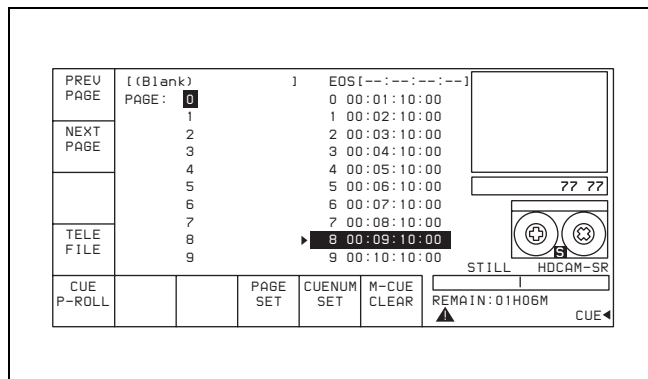 PREV
PAGE
NEXT
PAGE
TELE
FILE
[(Blank) ] EOS[--:--:--:--]
PAGE: 0 0 00:01:10:00
1 1 00:02:10:00
2 2 00:03:10:00
3 3 00:04:10:00
4 4 00:05:10:00
5 5 00:06:10:00
6 6 00:07:10:00
7 7 00:08:10:00
8 ▶ 8 00:09:10:00
9 9 00:10:10:00
77 77
S
STILL HDCAM-SR
CUE
P-ROLL
PAGE
SET
CUENUM
SET
M-CUE
CLEAR
REMAIN:01H06M
CUE◀